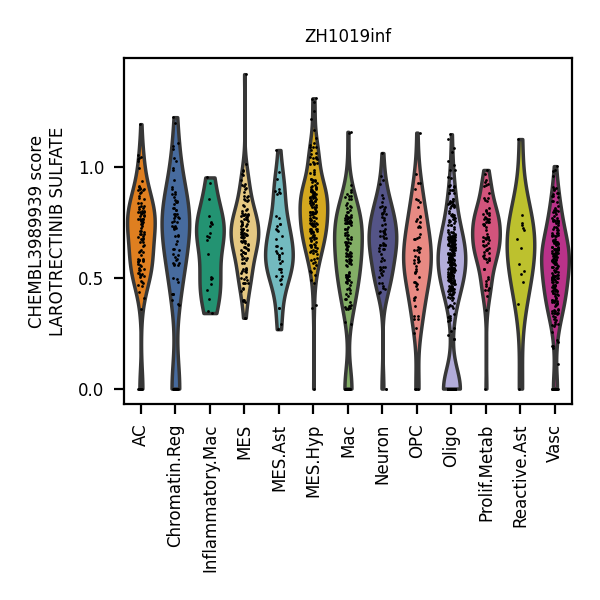 ZH1019inf
CHEMBL3989939 score
LAROTRECTINIB SULFATE
1.0
0.5
0.0
AC
Chromatin.Reg
Inflammatory.Mac
MES
MES.Ast
MES.Hyp
Mac
Neuron
OPC
Oligo
Prolif.Metab
Reactive.Ast
Vasc